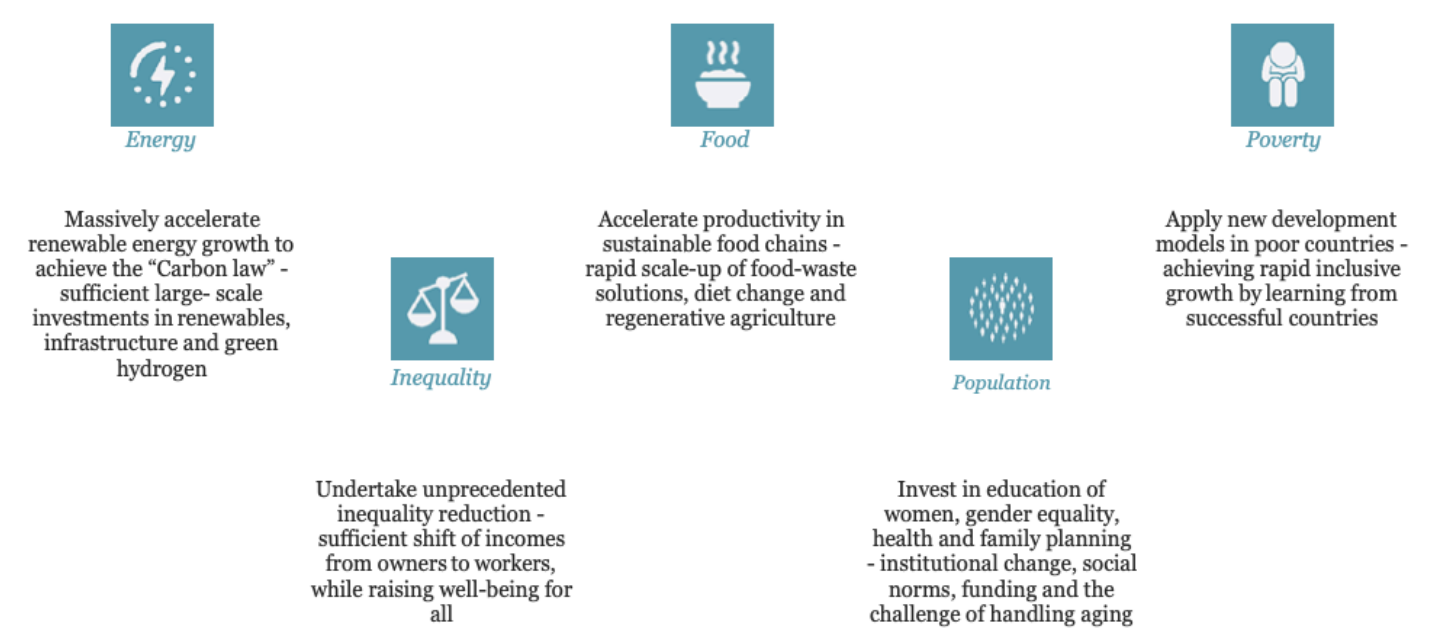 Energy
Massively accelerate
renewable energy growth to
achieve the “Carbon law” -
sufficient large- scale
investments in renewables,
infrastructure and green
hydrogen
Inequality
Undertake unprecedented
inequality reduction -
sufficient shift of incomes
from owners to workers,
while raising well-being for
all
Food
Accelerate productivity in
sustainable food chains -
rapid scale-up of food-waste
solutions, diet change and
regenerative agriculture
Population
Invest in education of
women, gender equality,
health and family planning
- institutional change, social
norms, funding and the
challenge of handling aging
Poverty
Apply new development
models in poor countries -
achieving rapid inclusive
growth by learning from
successful countries